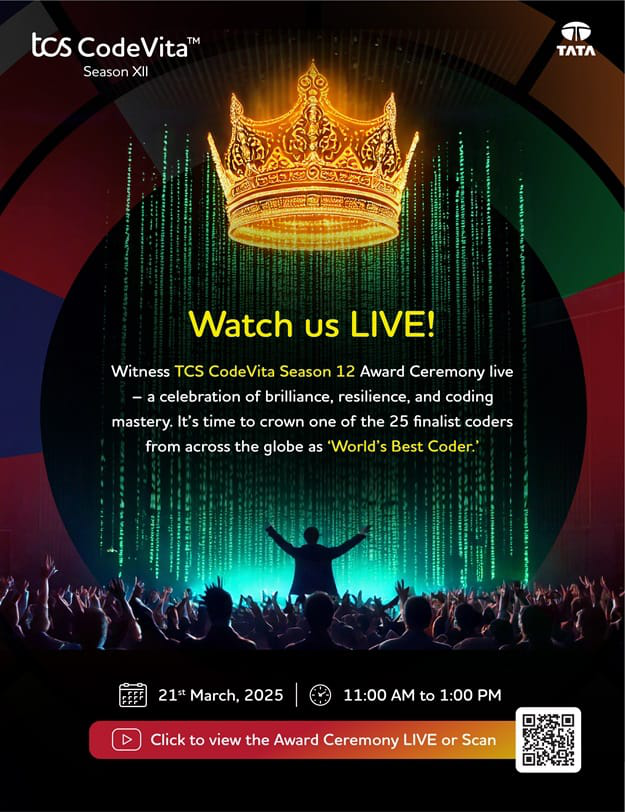 tcs CodeVita™
Season XII
TATA
Watch us LIVE!
Witness TCS CodeVita Season 12 Award Ceremony live
– a celebration of brilliance, resilience, and coding
mastery. It’s time to crown one of the 25 finalist coders
from across the globe as ‘World’s Best Coder.’
21st March, 2025 | 11:00 AM to 1:00 PM
Click to view the Award Ceremony LIVE or Scan